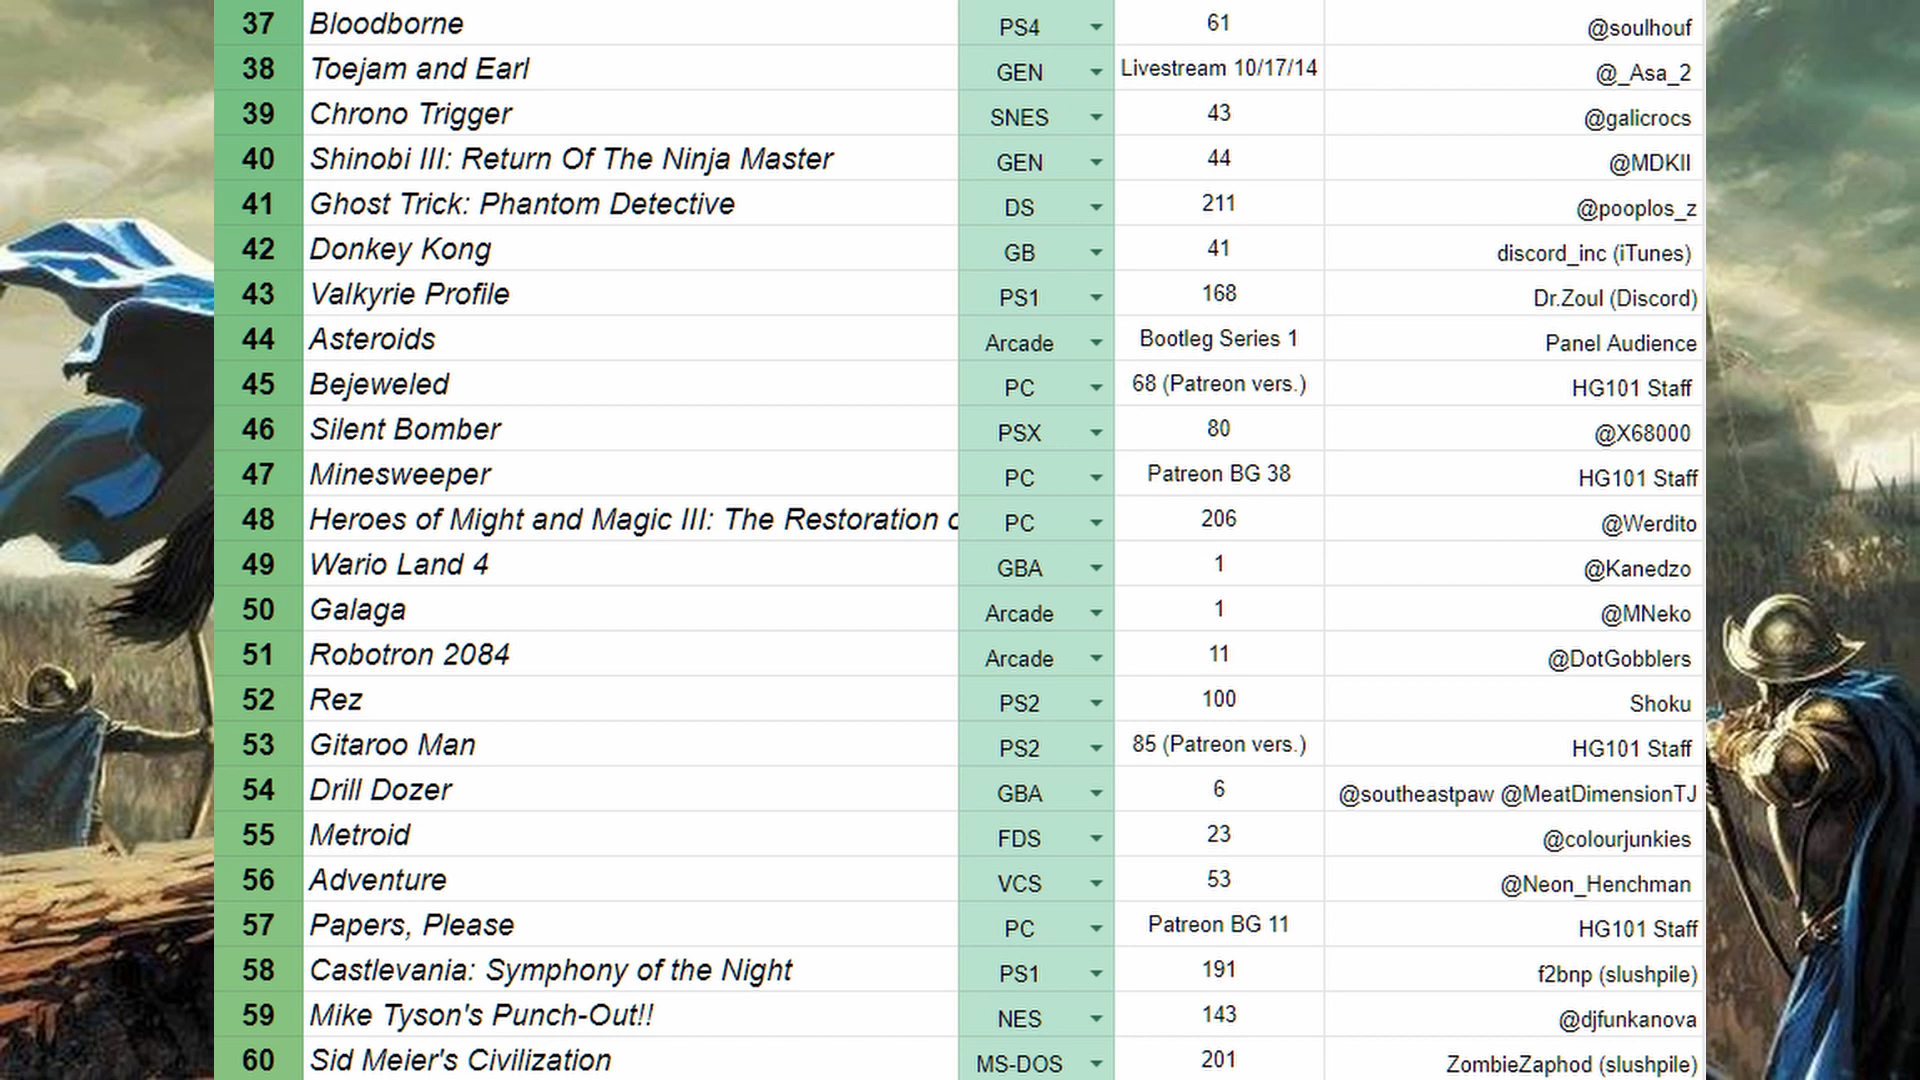 37 Bloodborne PS4 61 @soulhouf
38 Toejam and Earl GEN Livestream 10/17/14 @_Asa_2
39 Chrono Trigger SNES 43 @galicrocs
40 Shinobi III: Return Of The Ninja Master GEN 44 @MDKII
41 Ghost Trick: Phantom Detective DS 211 @pooplos_z
42 Donkey Kong GB 41 discord_inc (iTunes)
43 Valkyrie Profile PS1 168 Dr.Zoul (Discord)
44 Asteroids Arcade Bootleg Series 1 Panel Audience
45 Bejeweled PC 68 (Patreon vers.) HG101 Staff
46 Silent Bomber PSX 80 @X68000
47 Minesweeper PC Patreon BG 38 HG101 Staff
48 Heroes of Might and Magic III: The Restoration PC 206 @Werdito
49 Wario Land 4 GBA 1 @Kanedzo
50 Galaga Arcade 1 @MNeko
51 Robotron 2084 Arcade 11 @DotGobblers
52 Rez PS2 100 Shoku
53 Gitaroo Man PS2 85 (Patreon vers.) HG101 Staff
54 Drill Dozer GBA 6 @southeastpaw @MeatDimensionTJ
55 Metroid FDS 23 @colourjunkies
56 Adventure VCS 53 @Neon_Henchman
57 Papers, Please PC Patreon BG 11 HG101 Staff
58 Castlevania: Symphony of the Night PS1 191 f2bnp (slushpile)
59 Mike Tyson's Punch-Out!! NES 143 @djfunkanova
60 Sid Meier's Civilization MS-DOS 201 ZombieZaphod (slushpile)